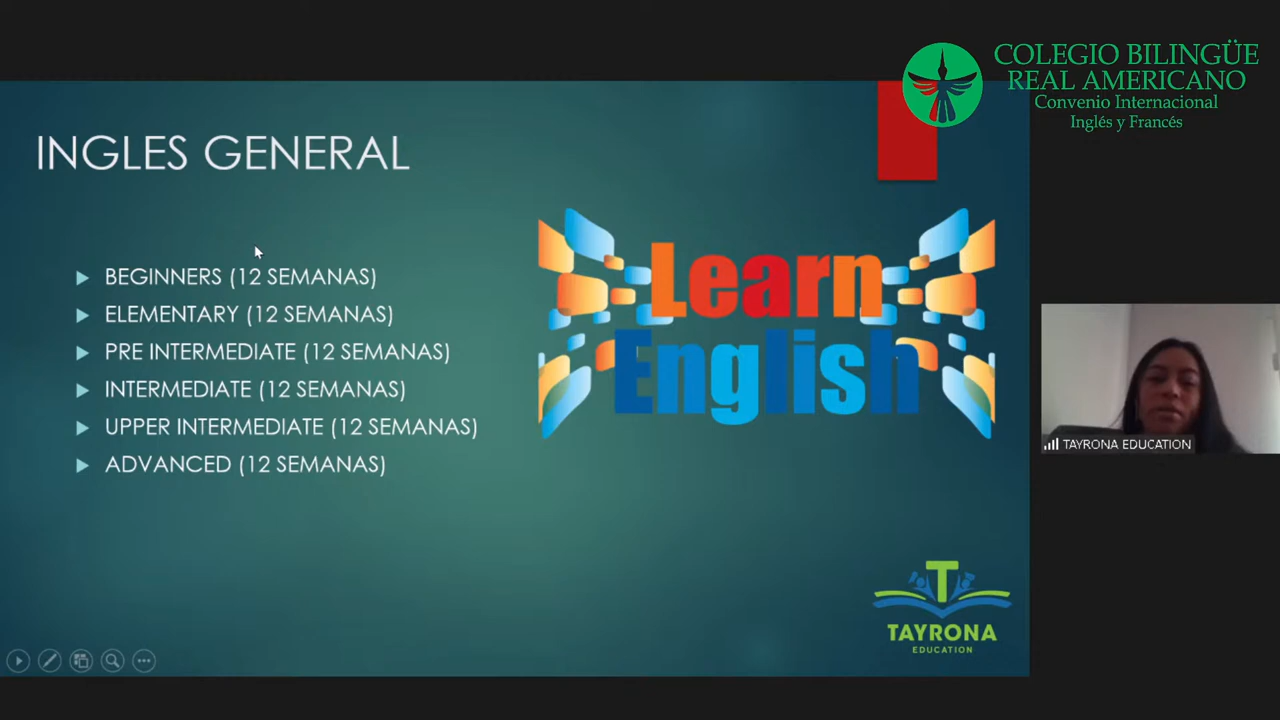 COLEGIO BILINGÜE
REAL AMERICANO
Convenio Internacional
Inglés y Francés
INGLES GENERAL
BEGINNERS (12 SEMANAS)
ELEMENTARY (12 SEMANAS)
PRE INTERMEDIATE (12 SEMANAS)
INTERMEDIATE (12 SEMANAS)
UPPER INTERMEDIATE (12 SEMANAS)
ADVANCED (12 SEMANAS)
Learn
English
TAYRONA EDUCATION
T
TAYRONA
EDUCATION